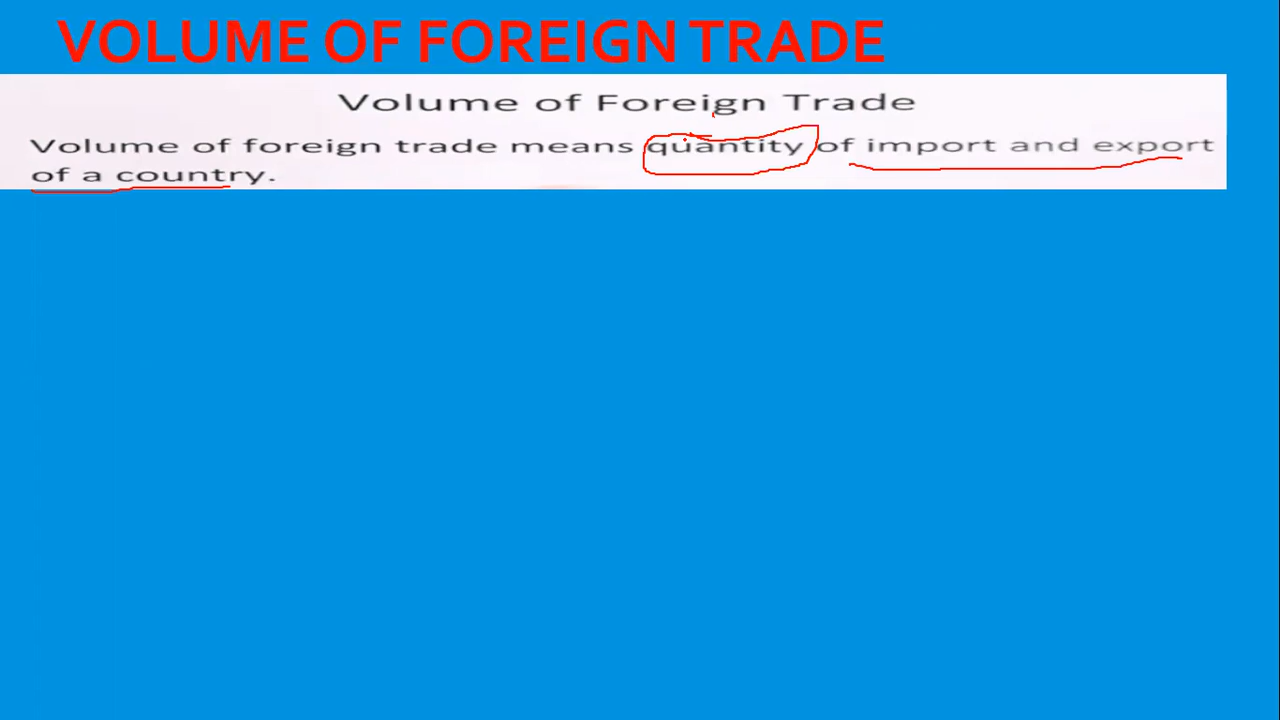 VOLUME OF FOREIGN TRADE
Volume of Foreign Trade
Volume of foreign trade means quantity of import and export
of a country.